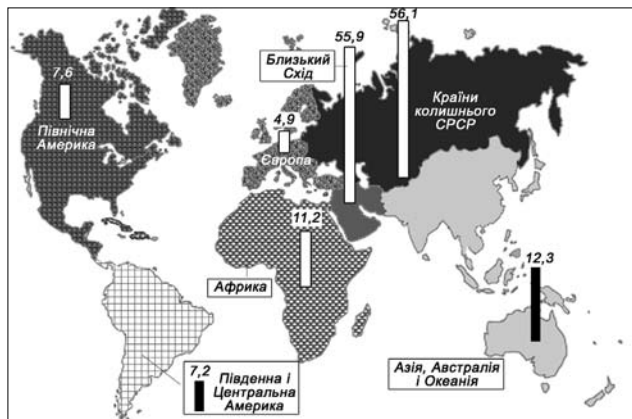 7,6
Північна
Америка
4,9
Європа
55,9
Близький
Схід
56,1
Країни
колишнього
СРСР
11,2
Африка
12,3
Азія, Австралія
і Океанія
7,2
Південна і
Центральна
Америка